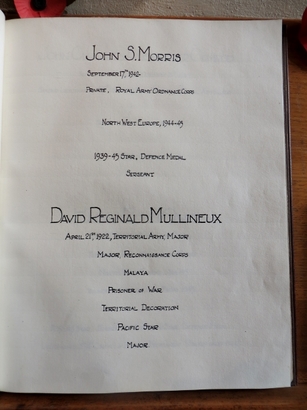 John S. Morris
September 17th 1942
Private, Royal Army Ordnance Corps
North West Europe, 1944-45
1939-45 Star, Defence Medal
Sergeant
David Reginald Mullineux
April 21st 1922, Territorial Army, Major
Major, Reconnaissance Corps
Malaya
Prisoner of War
Territorial Decoration
Pacific Star
Major